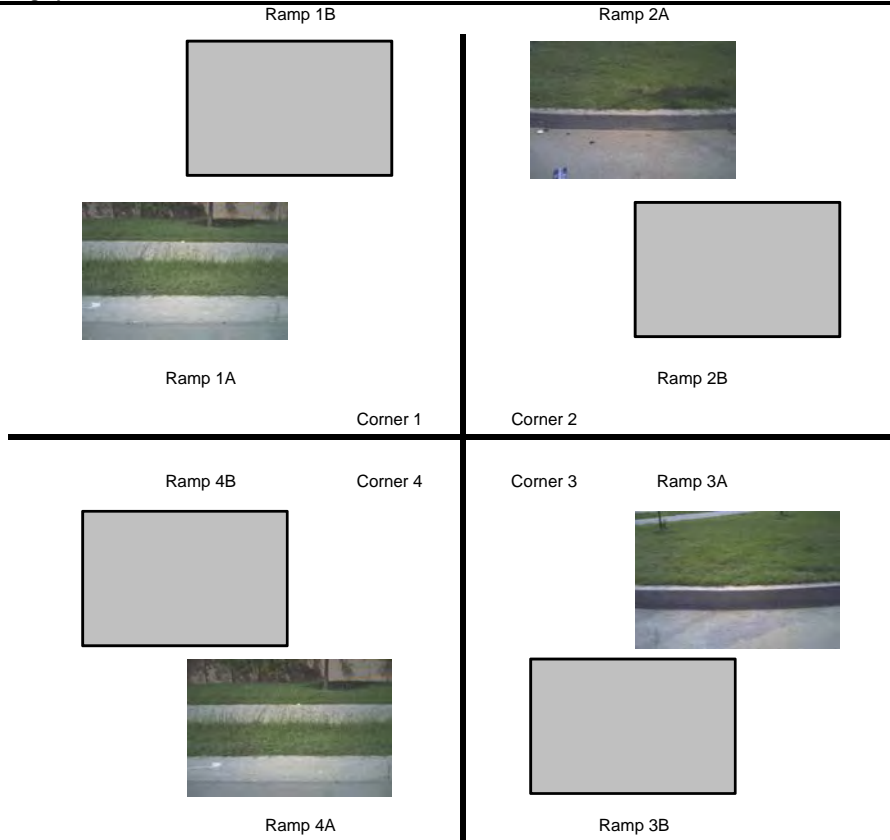 Ramp 1B Ramp 2A
Ramp 1A Ramp 2B
Corner 1 Corner 2
Ramp 4B Corner 4 Corner 3 Ramp 3A
Ramp 4A Ramp 3B